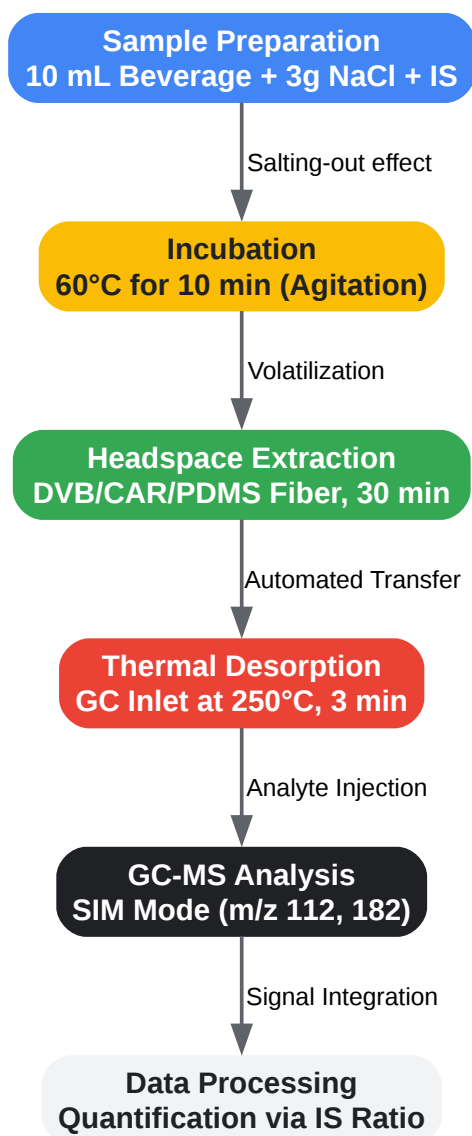 Sample Preparation
10 mL Beverage + 3g NaCl + IS
Salting-out effect
Incubation
60°C for 10 min (Agitation)
Volatilization
Headspace Extraction
DVB/CAR/PDMS Fiber, 30 min
Automated Transfer
Thermal Desorption
GC Inlet at 250°C, 3 min
Analyte Injection
GC-MS Analysis
SIM Mode (m/z 112, 182)
Signal Integration
Data Processing
Quantification via IS Ratio